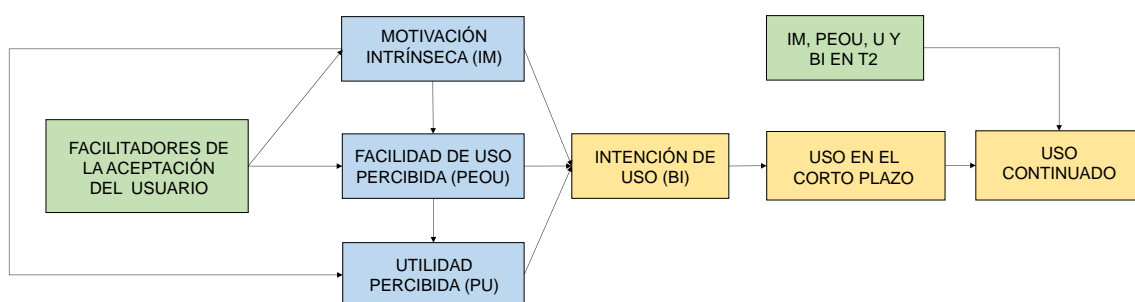 MOTIVACIÓN
INTRÍNSECA (IM)
IM, PEOU, U Y
BI EN T2
FACILITADORES DE
LA ACEPTACIÓN
DEL USUARIO
FACILIDAD DE USO
PERCIBIDA (PEOU)
INTENCIÓN DE
USO (BI)
USO EN EL
CORTO PLAZO
USO
CONTINUADO
UTILIDAD
PERCIBIDA (PU)